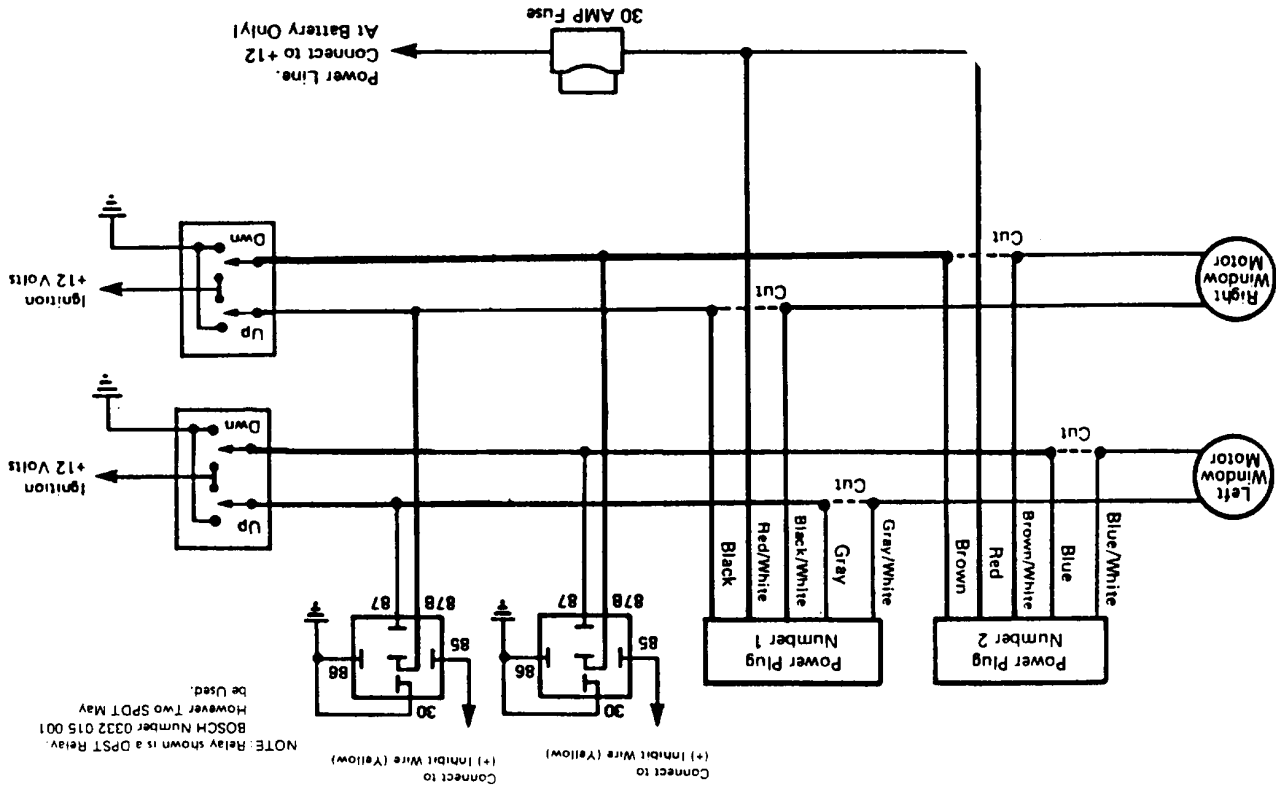 Connect to
(+) Inhibit Wire (Yellow)
Connect to
(+) Inhibit Wire (Yellow)
NOTE: Relay shown is a DPST Relay.
BOSCH Number 0332 015 001
However Two SPDT May
be Used.
Power Plug
Number 2
Power Plug
Number 1
30
85
86
87B
87
30
85
86
87B
87
Blue/White
Blue
Brown/White
Red
Brown
Gray/White
Gray
Black/White
Red/White
Black
Left
Window
Motor
Cut
Cut
Up
Dwn
Ignition
+12 Volts
Right
Window
Motor
Cut
Cut
Up
Dwn
Ignition
+12 Volts
Power Line.
Connect to +12
At Battery Only!
30 AMP Fuse